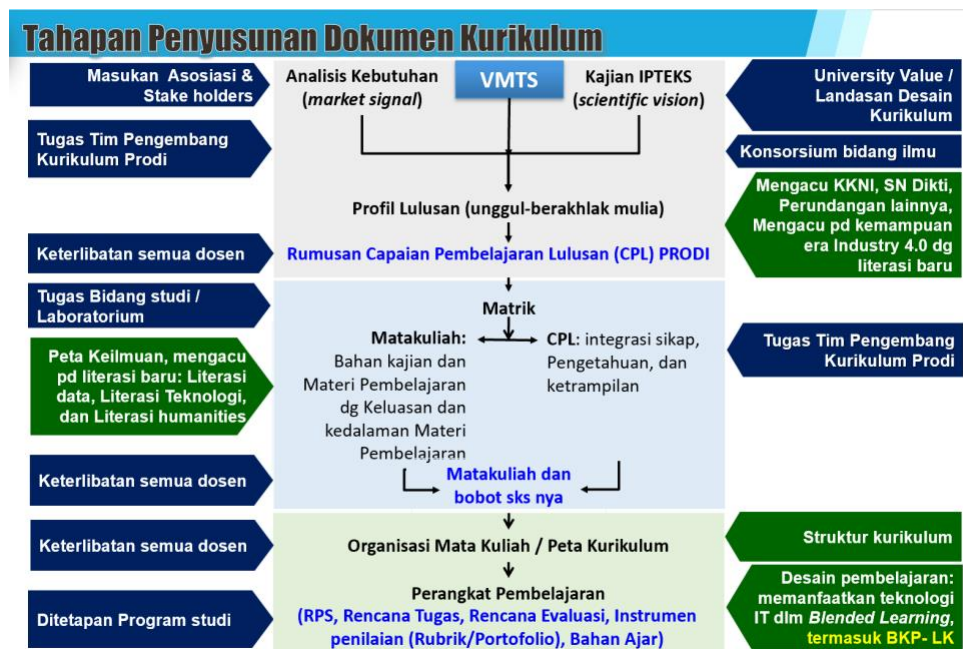 Tahapan Penyusunan Dokumen Kurikulum
Masukan Asosiasi &
Stake holders
Analisis Kebutuhan
(market signal)
VMTS
Kajian IPTEKS
(scientific vision)
University Value /
Landasan Desain
Kurikulum
Tugas Tim Pengembang
Kurikulum Prodi
Konsorsium bidang ilmu
Profil Lulusan (unggul-berakhlak mulia)
Mengacu KKNI, SN Dikti,
Perundangan lainnya,
Mengacu pd kemampuan
era Industry 4.0 dg
literasi baru
Keterlibatan semua dosen
Rumusan Capaian Pembelajaran Lulusan (CPL) PRODI
Tugas Bidang studi /
Laboratorium
Matrik
Matakuliah:
Bahan kajian dan
Materi Pembelajaran
dg Keluasan dan
kedalaman Materi
Pembelajaran
CPL: integrasi sikap,
Pengetahuan, dan
ketrampilan
Tugas Tim Pengembang
Kurikulum Prodi
Peta Keilmuan, mengacu
pd literasi baru: Literasi
data, Literasi Teknologi,
dan Literasi humanities
Keterlibatan semua dosen
Matakuliah dan
bobot sks nya
Keterlibatan semua dosen
Organisasi Mata Kuliah / Peta Kurikulum
Struktur kurikulum
Ditetapan Program studi
Perangkat Pembelajaran
(RPS, Rencana Tugas, Rencana Evaluasi, Instrumen
penilaian (Rubrik/Portofolio), Bahan Ajar)
Desain pembelajaran:
memanfaatkan teknologi
IT dlm Blended Learning,
termasuk BKP- LK